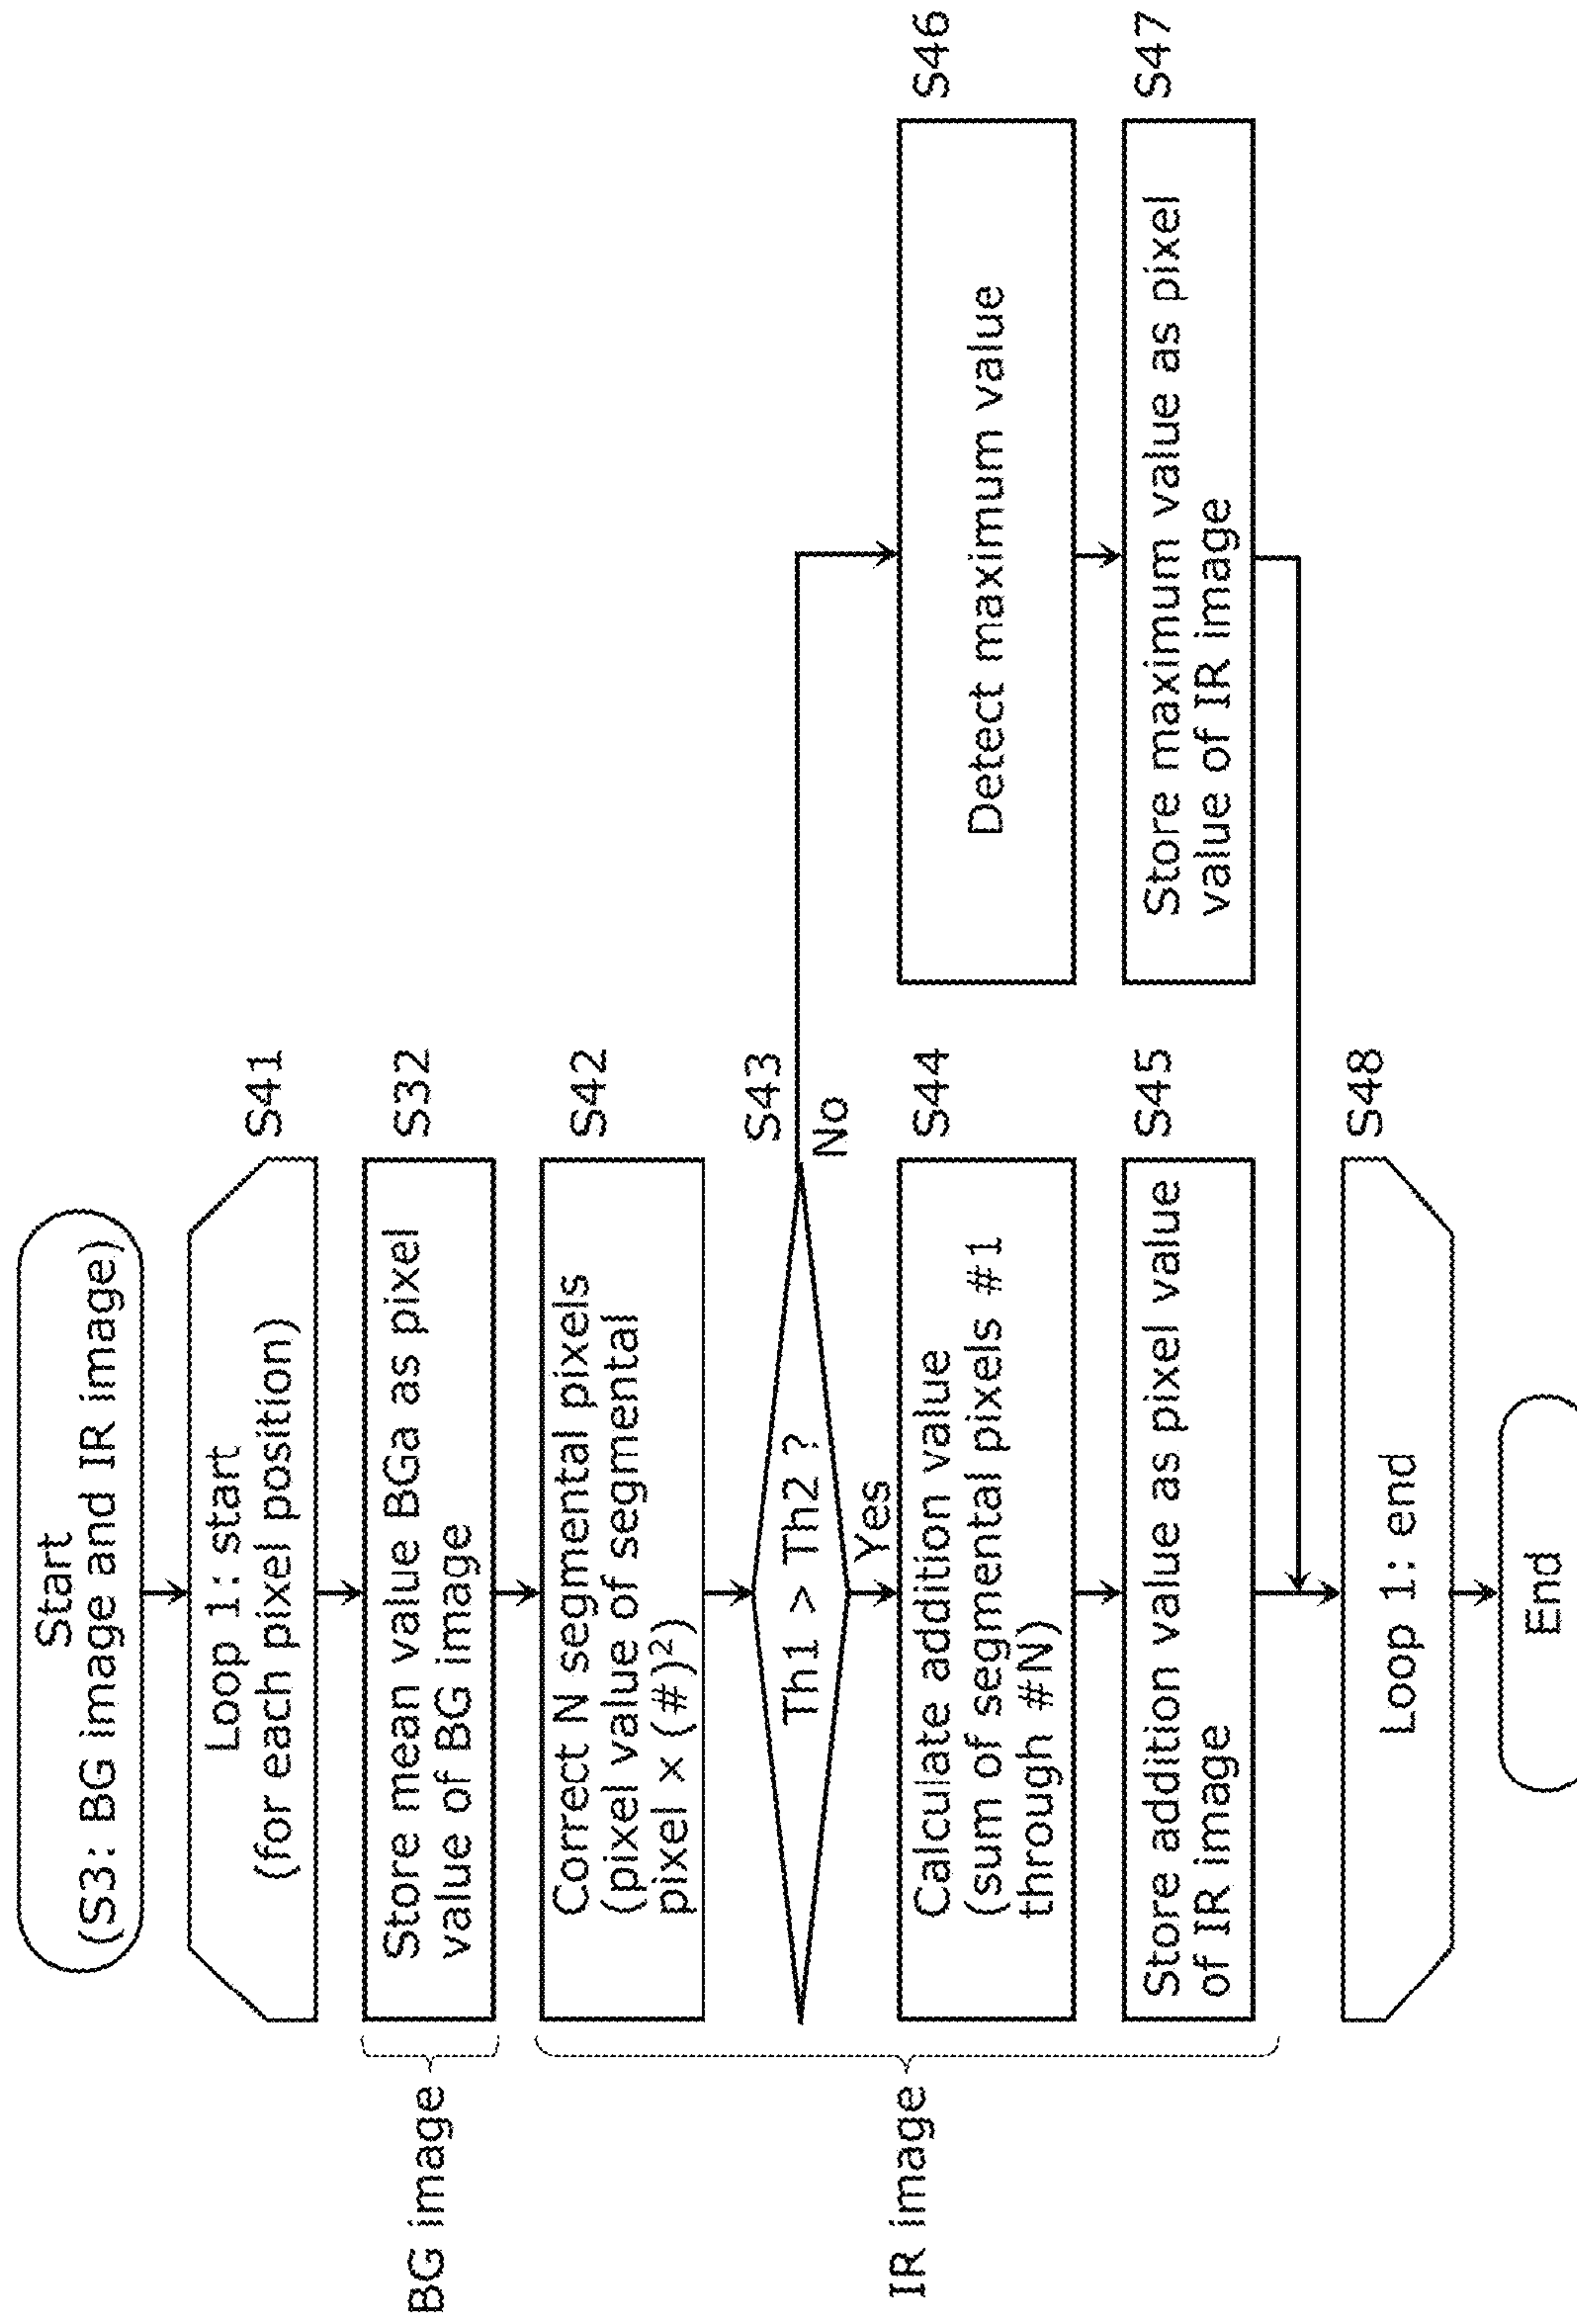 Start
(S3: BG image and IR image)
Loop 1: start
(for each pixel position)
S41
BG image
Store mean value BGa as pixel
value of BG image
S32
IR image
Correct N segmental pixels
(pixel value of segmental
pixel × (#)²)
S42
Th1 > Th2 ?
S43
No
Yes
Calculate addition value
(sum of segmental pixels #1
through #N)
S44
Detect maximum value
S46
Store addition value as pixel value
of IR image
S45
Store maximum value as pixel
value of IR image
S47
Loop 1: end
S48
End